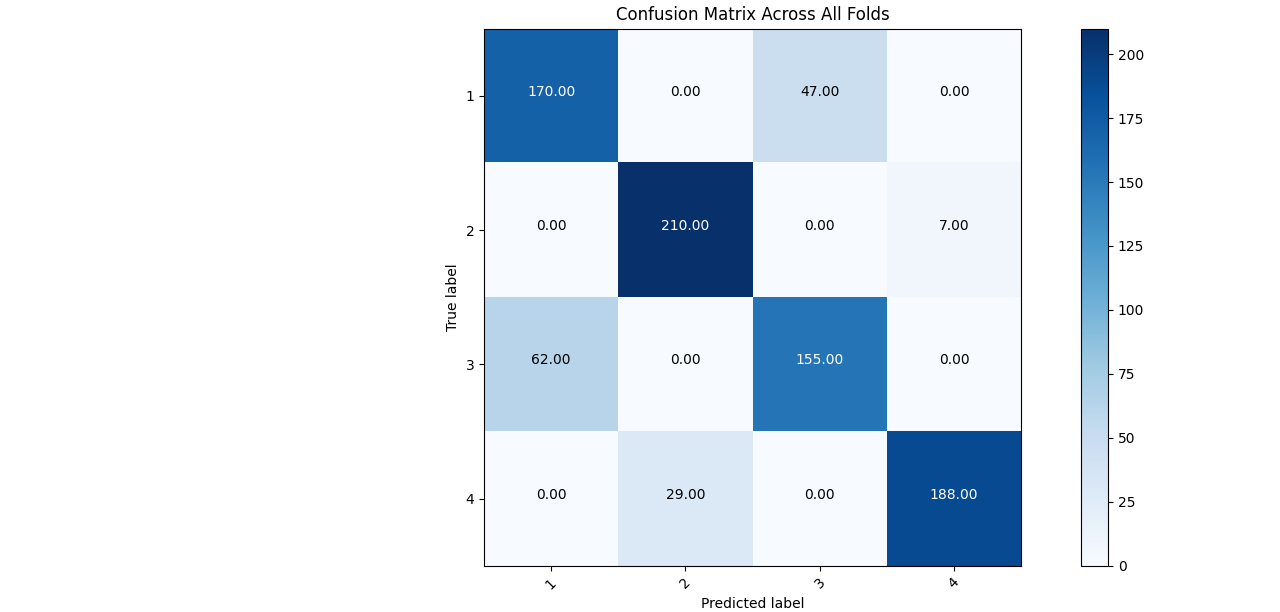 Confusion Matrix Across All Folds
True label
1
170.00 0.00 47.00 0.00
2
0.00 210.00 0.00 7.00
3
62.00 0.00 155.00 0.00
4
0.00 29.00 0.00 188.00
1 2 3 4
Predicted label
200
175
150
125
100
75
50
25
0